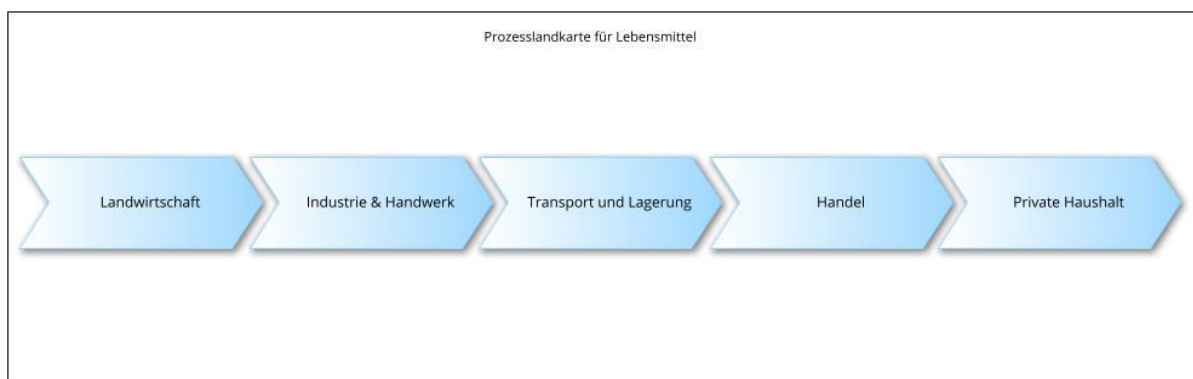 Prozesslandkarte für Lebensmittel
Landwirtschaft
Industrie & Handwerk
Transport und Lagerung
Handel
Private Haushalt